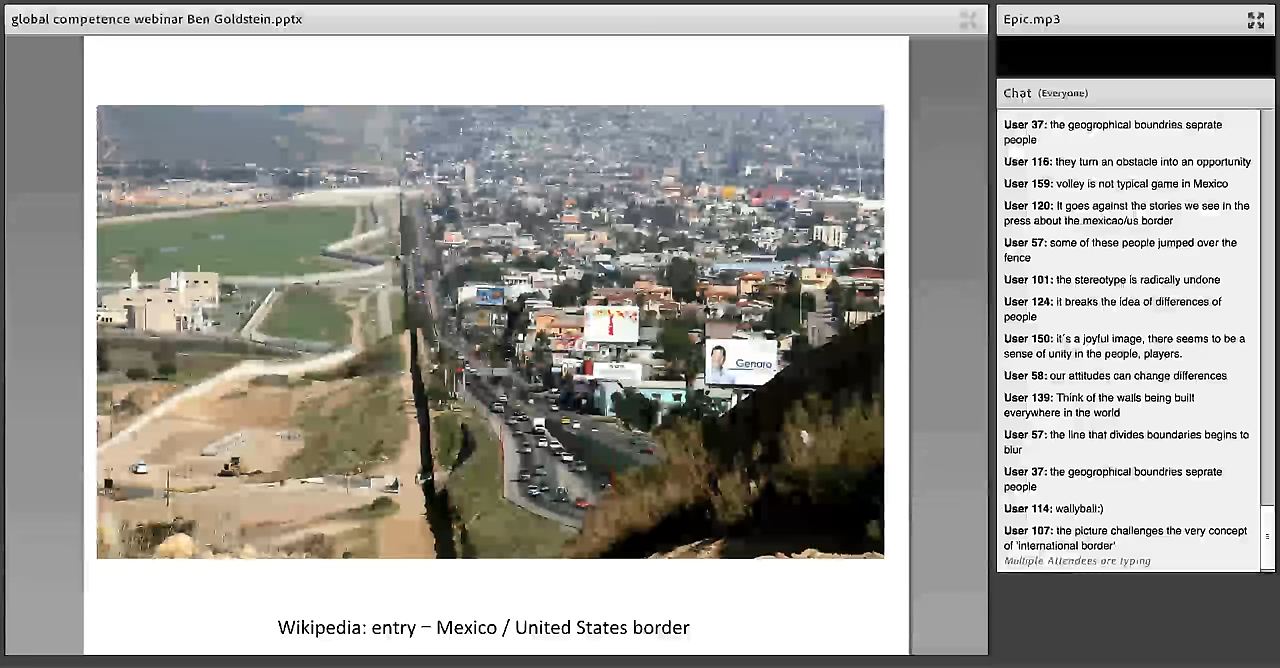 global competence webinar Ben Goldstein.pptx
Genaro
Wikipedia: entry – Mexico / United States border
Epic.mp3
Chat (Everyone)
User 37: the geographical boundries seprate
people
User 116: they turn an obstacle into an opportunity
User 159: volley is not typical game in Mexico
User 120: It goes against the stories we see in the
press about the mexicao/us border
User 57: some of these people jumped over the
fence
User 101: the stereotype is radically undone
User 124: it breaks the idea of differences of
people
User 150: it´s a joyful image, there seems to be a
sense of unity in the people, players.
User 58: our attitudes can change differences
User 139: Think of the walls being built
everywhere in the world
User 57: the line that divides boundaries begins to
blur
User 37: the geographical boundries seprate
people
User 114: wallyball:)
User 107: the picture challenges the very concept
of 'international border'
Multiple Attendees are typing